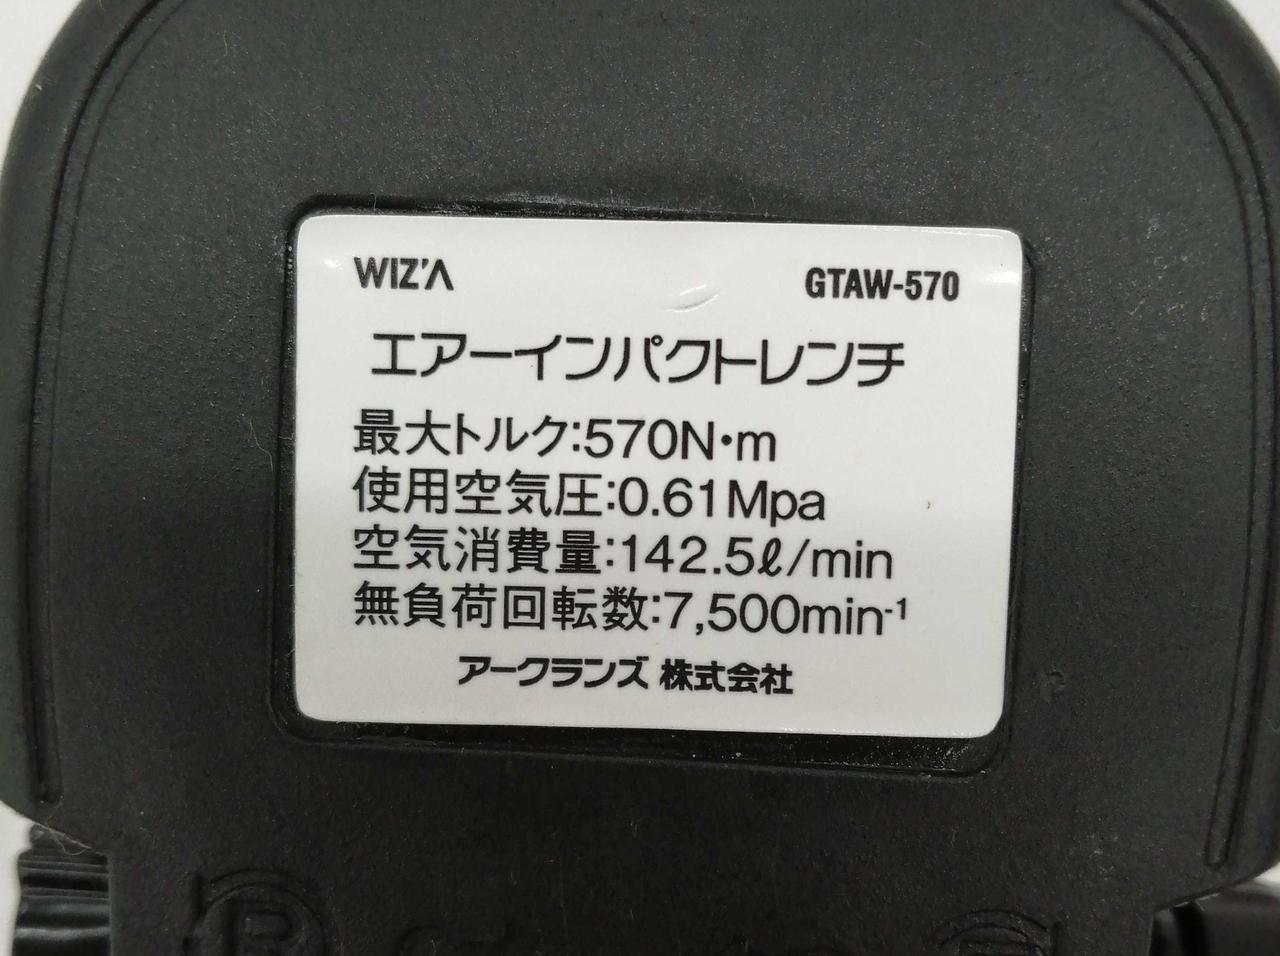 WIZ'A GTAW-570
エアーインパクトレンチ
最大トルク:570N·m
使用空気圧:0.61Mpa
空気消費量:142.5ℓ/min
無負荷回転数:7,500min⁻¹
アークランズ 株式会社
R